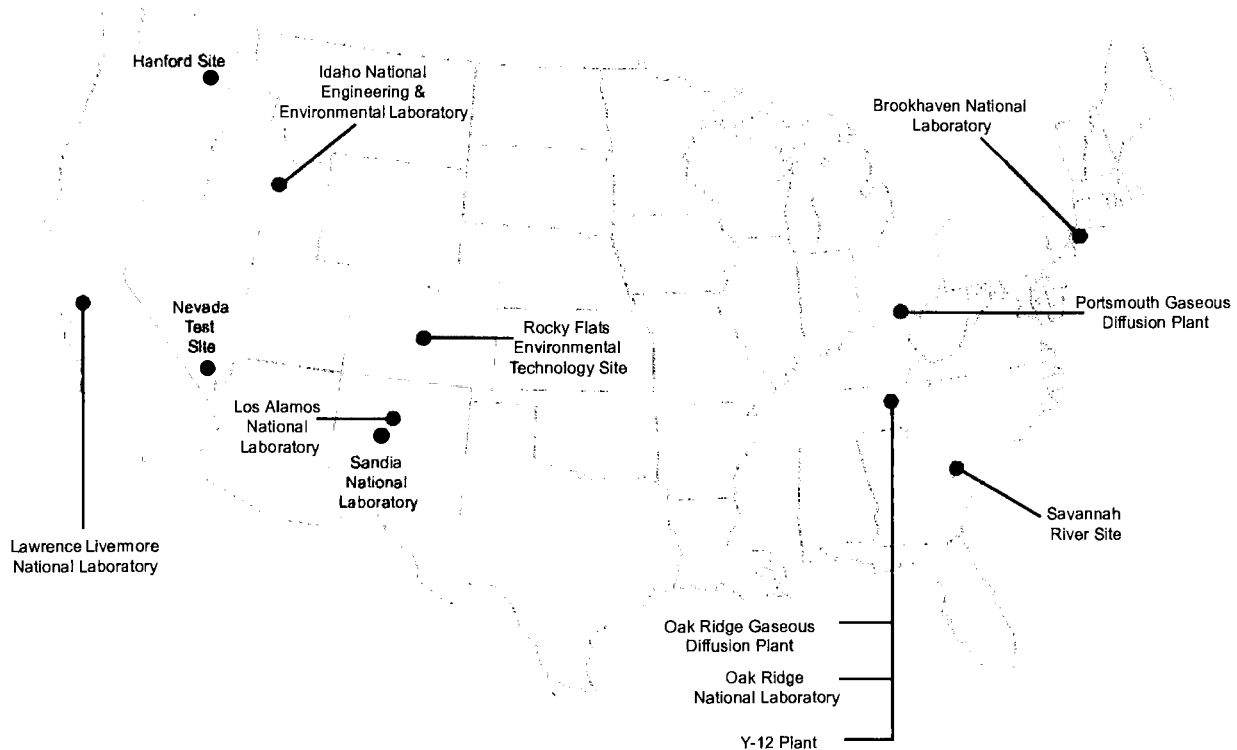 Hanford Site
Idaho National
Engineering &
Environmental Laboratory
Brookhaven National
Laboratory
Nevada
Test
Site
Rocky Flats
Environmental
Technology Site
Portsmouth Gaseous
Diffusion Plant
Los Alamos
National
Laboratory
Sandia
National
Laboratory
Lawrence Livermore
National Laboratory
Savannah
River Site
Oak Ridge Gaseous
Diffusion Plant
Oak Ridge
National Laboratory
Y-12 Plant